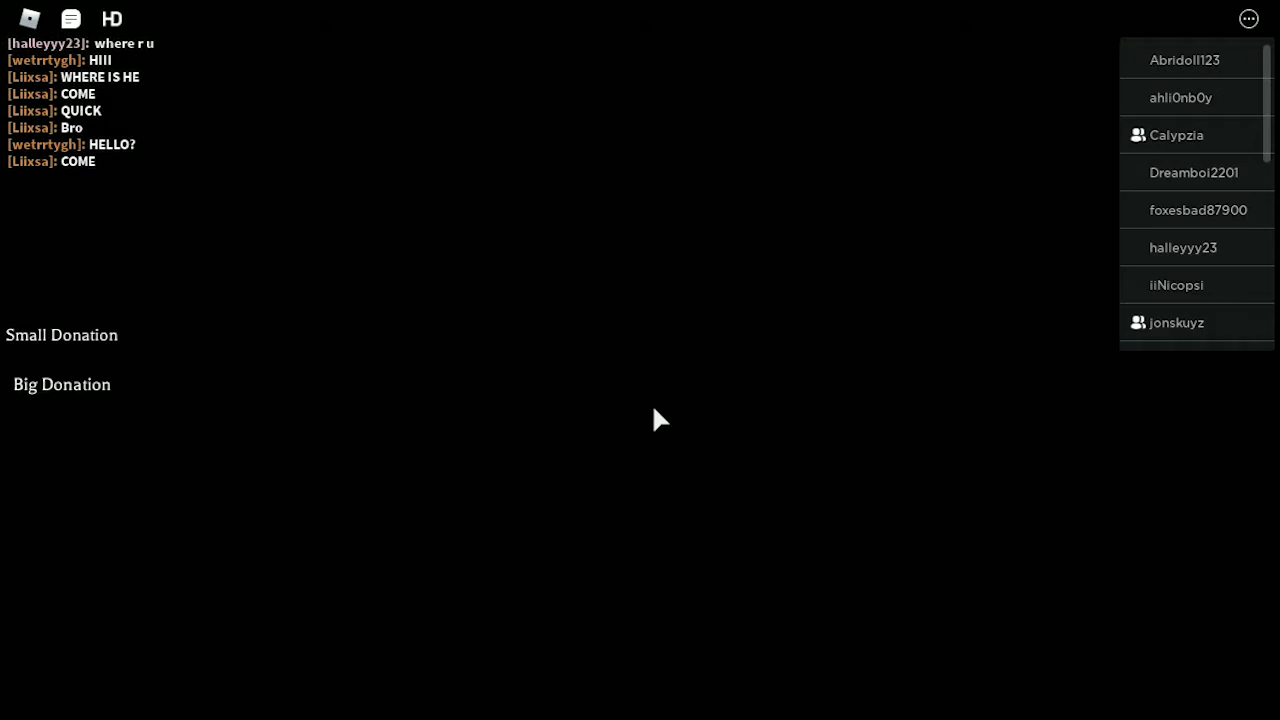 HD
[halleyyy23]: where r u
[wetrrtygh]: HIII
[Liixsa]: WHERE IS HE
[Liixsa]: COME
[Liixsa]: QUICK
[Liixsa]: Bro
[wetrrtygh]: HELLO?
[Liixsa]: COME
Small Donation
Big Donation
Abridoll123
ahli0nb0y
Calypzia
Dreamboi2201
foxesbad87900
halleyyy23
iiNicopsi
jonskuyz